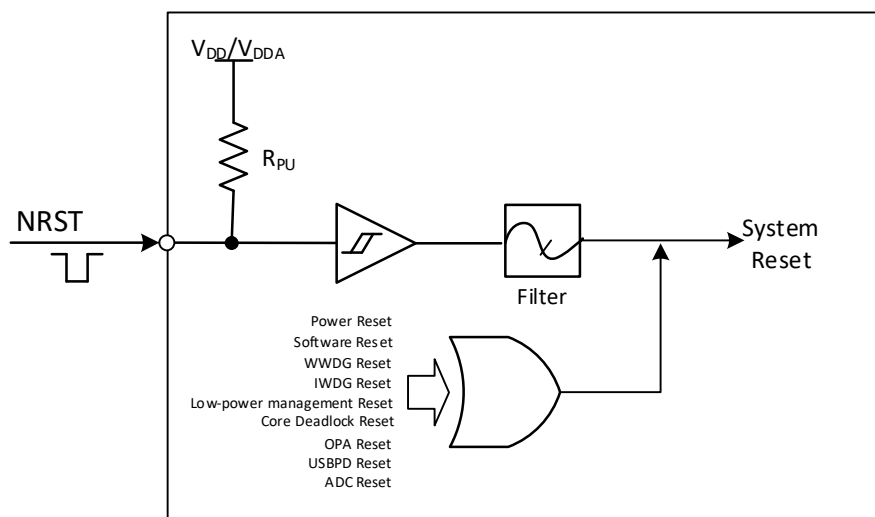 VDD/VDDA
RPU
NRST
System
Reset
Filter
Power Reset
Software Reset
WWDG Reset
IWDG Reset
Low-power management Reset
Core Deadlock Reset
OPA Reset
USBPD Reset
ADC Reset